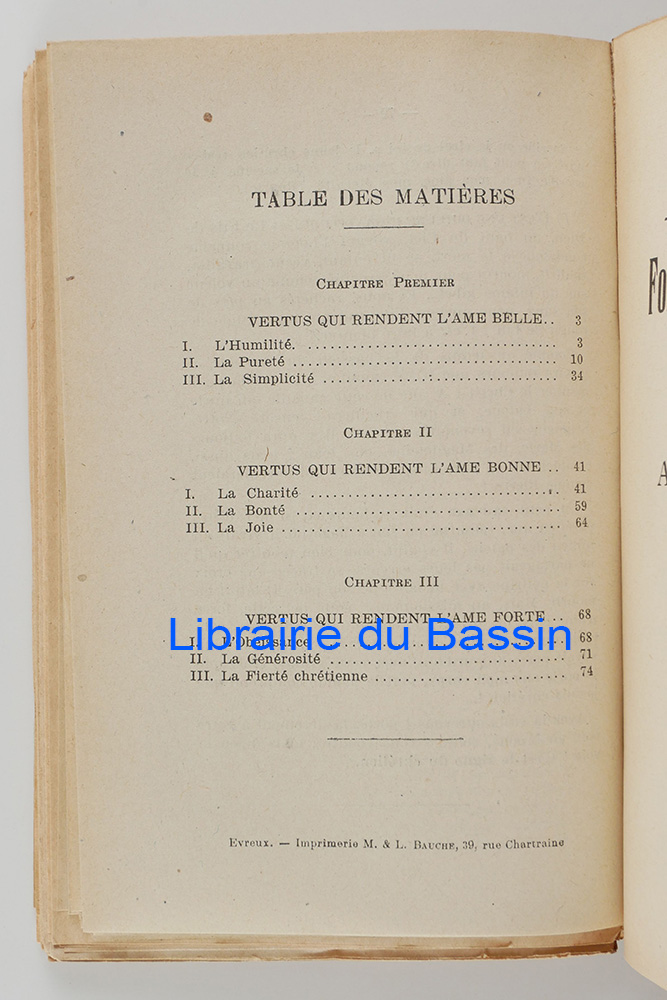 TABLE DES MATIÈRES
CHAPITRE PREMIER
VERTUS QUI RENDENT L'AME BELLE.. 3
I. L'Humilité. .................................. 3
II. La Pureté .................................... 10
III. La Simplicité ................................ 34
CHAPITRE II
VERTUS QUI RENDENT L'AME BONNE .. 41
I. La Charité .................................. 41
II. La Bonté .................................... 59
III. La Joie ...................................... 64
CHAPITRE III
VERTUS QUI RENDENT L'AME FORTE .. 68
Librairie du Bassin
I. L'Obéissance .................. 68
II. La Générosité ................................ 71
III. La Fierté chrétienne .......................... 74
Evreux. — Imprimerie M. & L. BAUCHE, 39, rue Chartraine
Fo
A